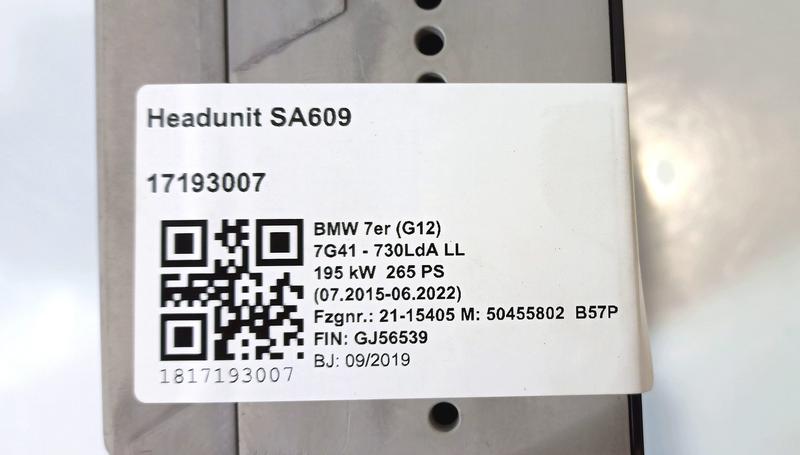 Headunit SA609
17193007
BMW 7er (G12)
7G41 - 730LdA LL
195 kW 265 PS
(07.2015-06.2022)
Fzgnr.: 21-15405 M: 50455802 B57P
FIN: GJ56539
BJ: 09/2019
1817193007